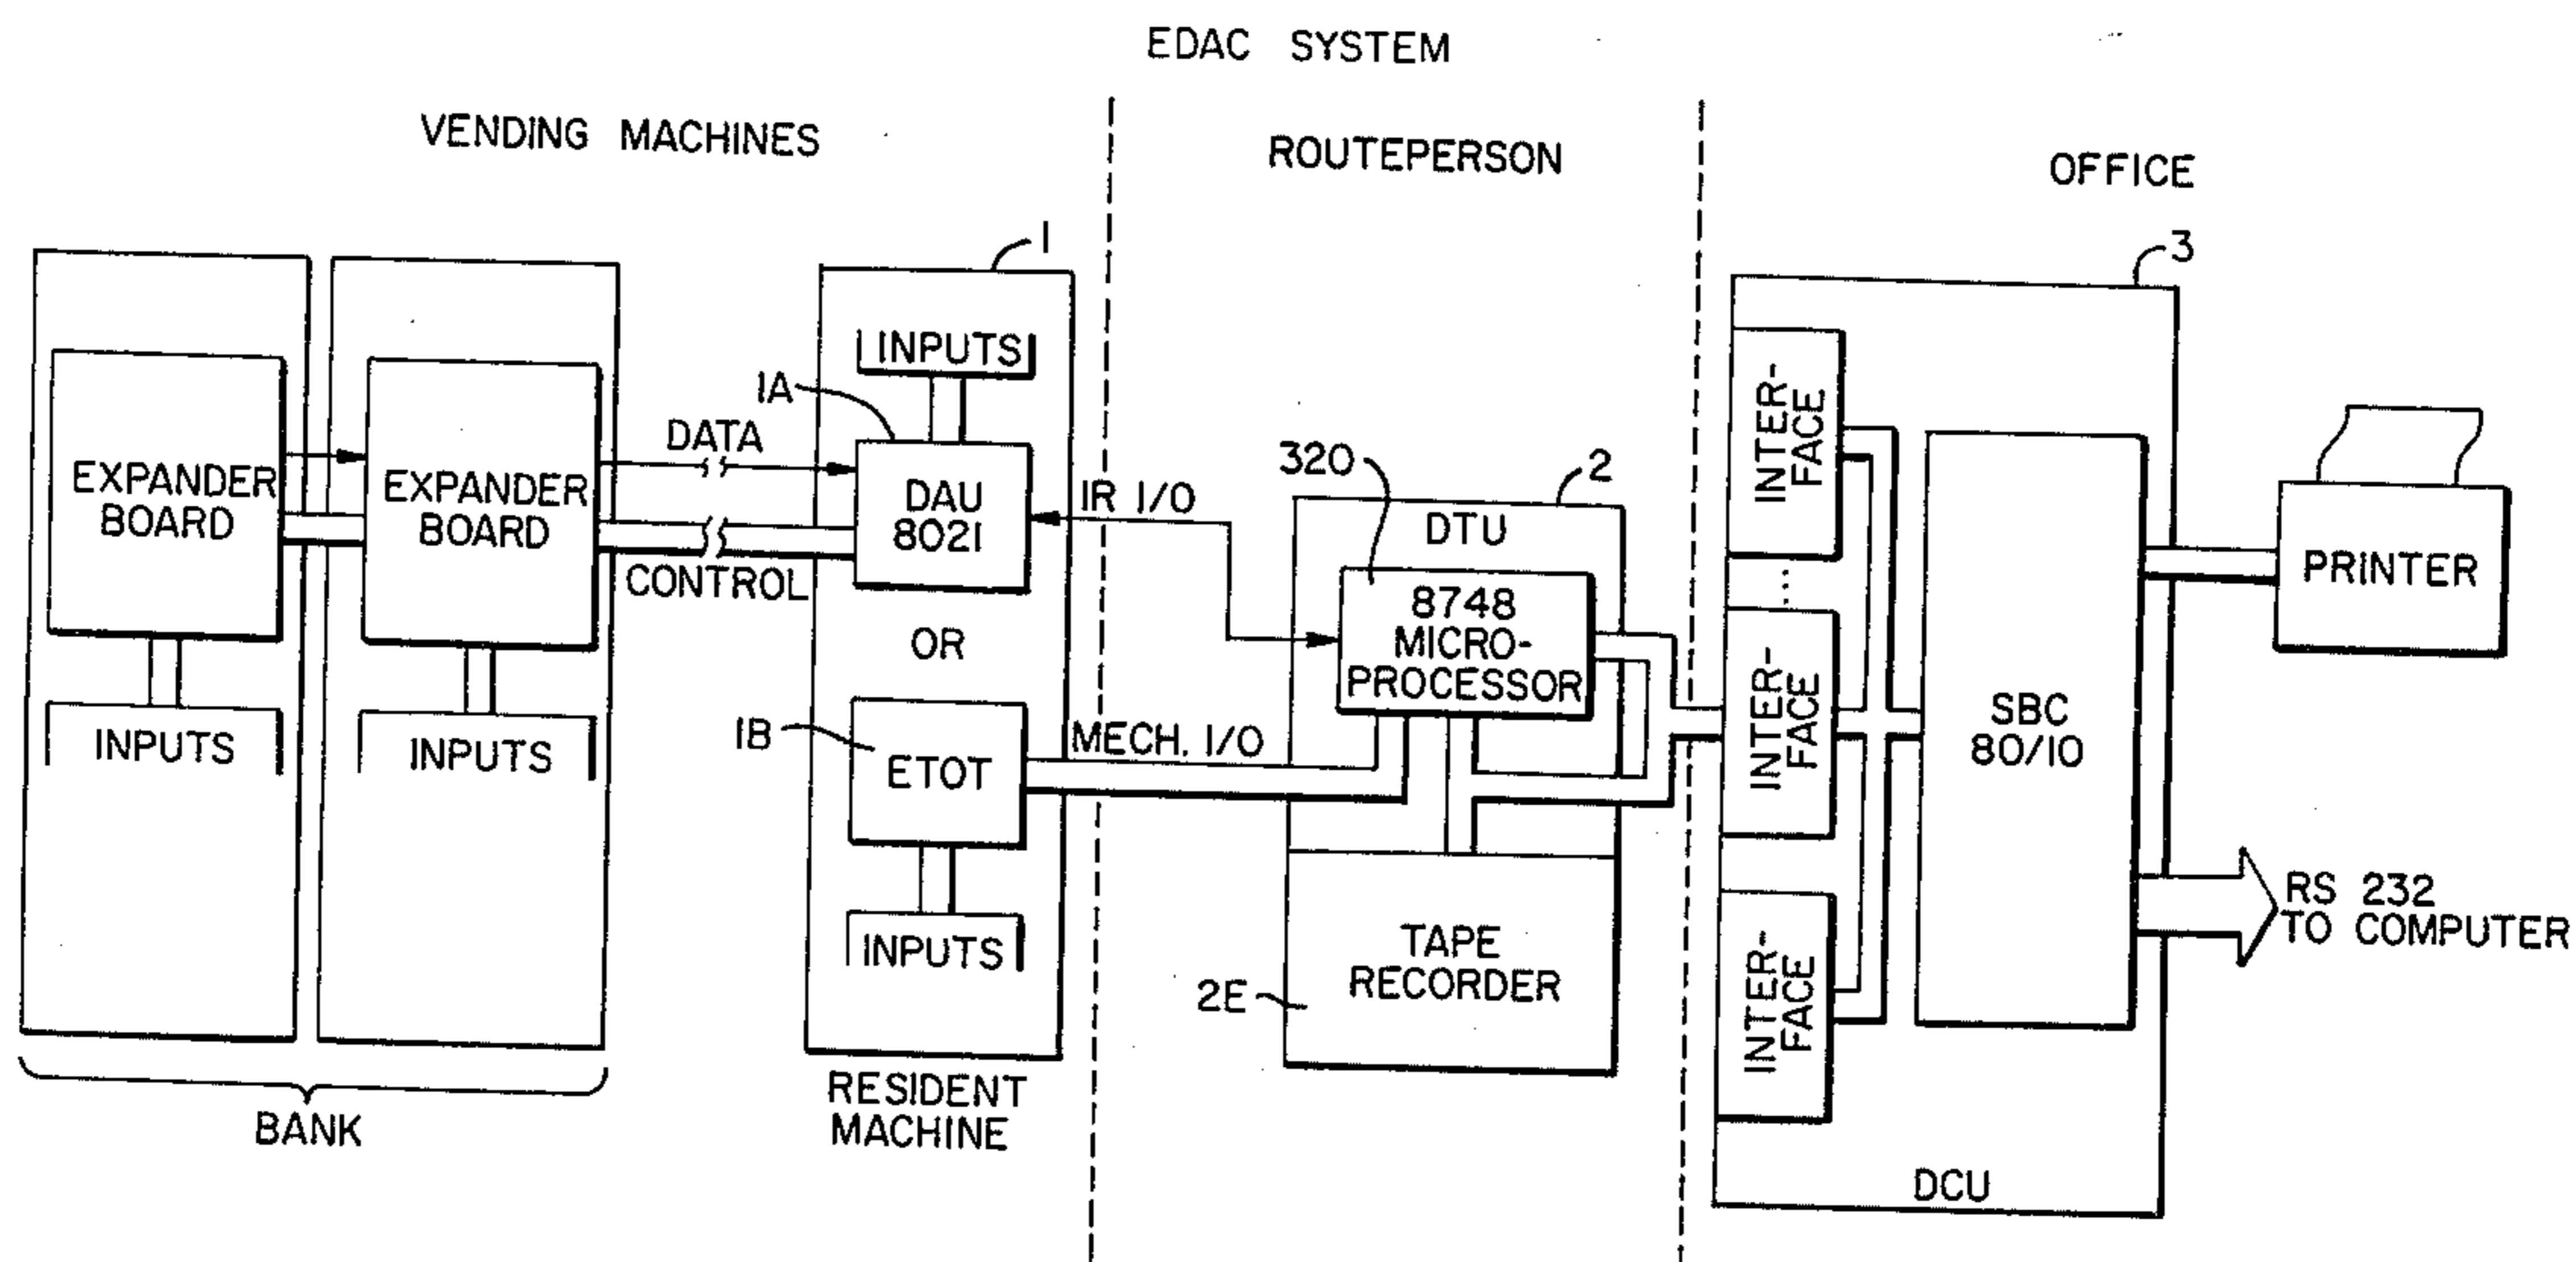 EDAC SYSTEM
VENDING MACHINES
ROUTEPERSON
OFFICE
1
3
INPUTS
1A
DATA
EXPANDER
BOARD
EXPANDER
BOARD
DAU
8021
IR I/O
CONTROL
320
2
DTU
8748
MICRO-
PROCESSOR
INTER-
FACE
PRINTER
OR
INPUTS
INPUTS
1B
ETOT
MECH. I/O
INTER-
FACE
SBC
80/10
INPUTS
TAPE
RECORDER
2E
INTER-
FACE
RS 232
TO COMPUTER
BANK
RESIDENT
MACHINE
DCU